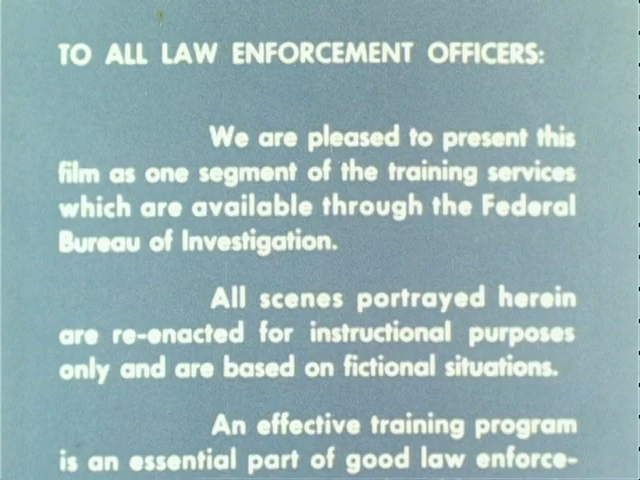 TO ALL LAW ENFORCEMENT OFFICERS:
We are pleased to present this
film as one segment of the training services
which are available through the Federal
Bureau of Investigation.
All scenes portrayed herein
are re-enacted for instructional purposes
only and are based on fictional situations.
An effective training program
is an essential part of good law enforce-